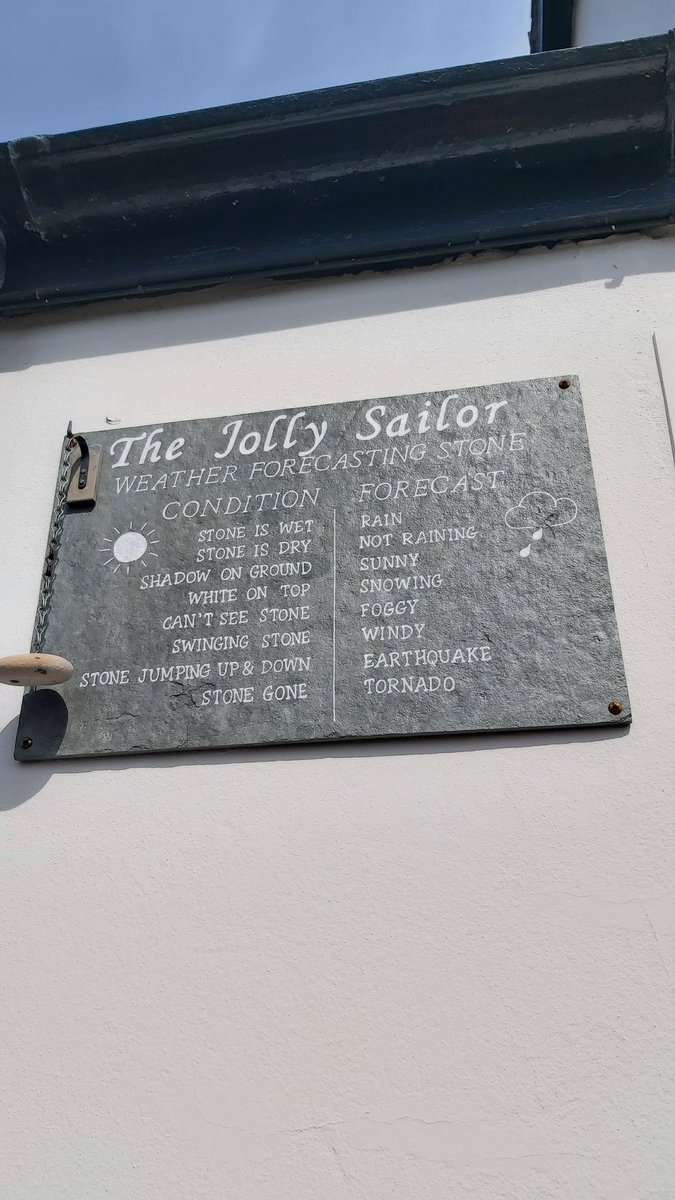 The Jolly Sailor
WEATHER FORECASTING STONE
CONDITION FORECAST
STONE IS WET RAIN
STONE IS DRY NOT RAINING
SHADOW ON GROUND SUNNY
WHITE ON TOP SNOWING
CAN'T SEE STONE FOGGY
SWINGING STONE WINDY
STONE JUMPING UP & DOWN EARTHQUAKE
STONE GONE TORNADO